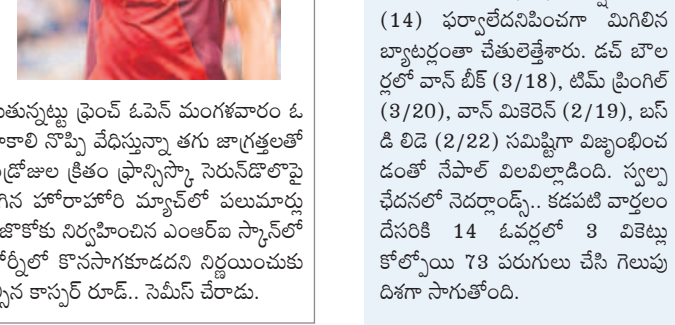 తున్నట్టు ఫ్రెంచ్ ఓపెన్ మంగళవారం ఓ
కాలి నొప్పి వేధిస్తున్నా తగు జాగ్రత్తలతో
డ్రోజుల క్రితం ఫ్రాన్సిస్కొ సెరున్‌డొలొపై
గిన హోరాహోరి మ్యాచ్‌లో పలుమార్లు
జొకోకు నిర్వహించిన ఎంఆర్ఐ స్కాన్‌లో
ోర్నీలో కొనసాగకూడదని నిర్ణయించుకు
్సిన కాస్పర్ రూడ్.. సెమీస్ చేరాడు.
(14) ఫర్వాలేదనిపించగా మిగిలిన
బ్యాటర్లంతా చేతులెత్తేశారు. డచ్ బౌల
ర్లలో వాన్ బీక్ (3/18), టిమ్ ప్రింగిల్
(3/20), వాన్ మికెరెన్ (2/19), బస్
డి లిడె (2/22) సమిష్టిగా విజృంభించ
డంతో నేపాల్ విలవిల్లాడింది. స్వల్ప
ఛేదనలో నెదర్లాండ్స్.. కడపటి వార్తలం
దేసరికి 14 ఓవర్లలో 3 వికెట్లు
కోల్పోయి 73 పరుగులు చేసి గెలుపు
దిశగా సాగుతోంది.